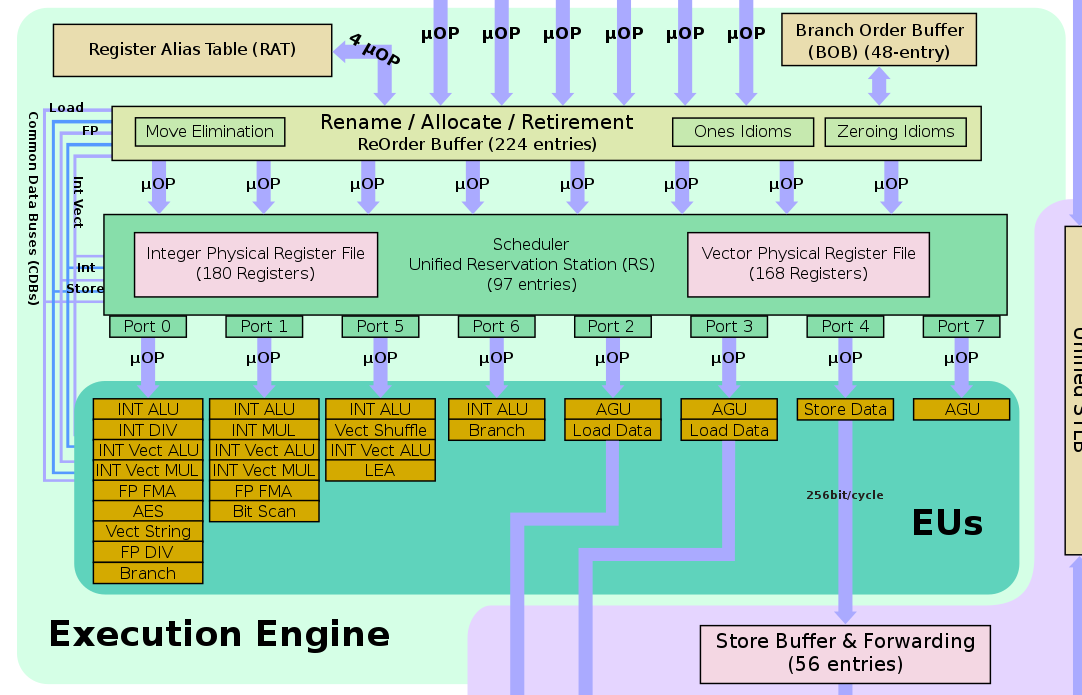 Register Alias Table (RAT)
4 μOP
μOP
μOP
μOP
μOP
μOP
μOP
Branch Order Buffer
(BOB) (48-entry)
Load
FP
Common Data Buses (CDBs)
Int Vect
Int
Store
Rename / Allocate / Retirement
ReOrder Buffer (224 entries)
Move Elimination
Ones Idioms
Zeroing Idioms
μOP
μOP
μOP
μOP
μOP
μOP
μOP
μOP
Integer Physical Register File
(180 Registers)
Scheduler
Unified Reservation Station (RS)
(97 entries)
Vector Physical Register File
(168 Registers)
Port 0
Port 1
Port 5
Port 6
Port 2
Port 3
Port 4
Port 7
μOP
μOP
μOP
μOP
μOP
μOP
μOP
μOP
INT ALU
INT DIV
INT Vect ALU
INT Vect MUL
FP FMA
AES
Vect String
FP DIV
Branch
INT ALU
INT MUL
INT Vect ALU
INT Vect MUL
FP FMA
Bit Scan
INT ALU
Vect Shuffle
INT Vect ALU
LEA
INT ALU
Branch
AGU
Load Data
AGU
Load Data
Store Data
AGU
256bit/cycle
EUs
Execution Engine
Store Buffer & Forwarding
(56 entries)
Unified STLB